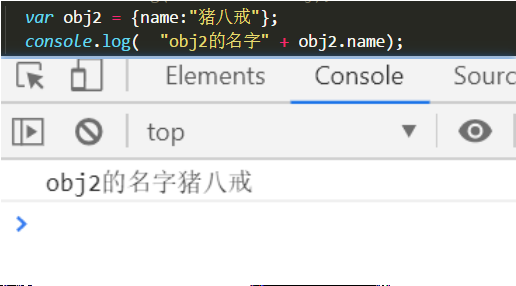 var obj2 = {name:"猪八戒"};
console.log(  "obj2的名字" + obj2.name);
Elements Console Sourc
top
obj2的名字猪八戒